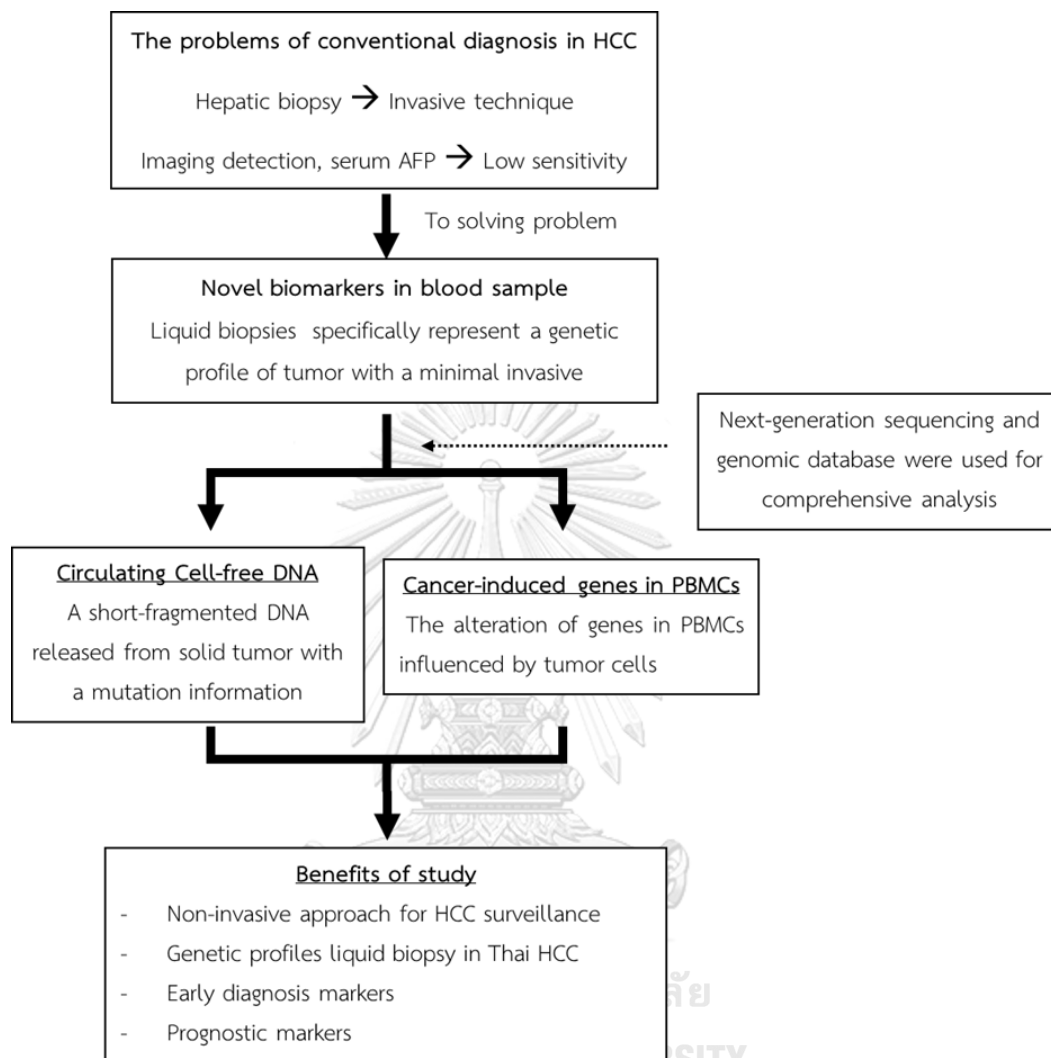 The problems of conventional diagnosis in HCC
Hepatic biopsy → Invasive technique
Imaging detection, serum AFP → Low sensitivity
To solving problem
Novel biomarkers in blood sample
Liquid biopsies specifically represent a genetic
profile of tumor with a minimal invasive
Next-generation sequencing and
genomic database were used for
comprehensive analysis
Circulating Cell-free DNA
A short-fragmented DNA
released from solid tumor with
a mutation information
Cancer-induced genes in PBMCs
The alteration of genes in PBMCs
influenced by tumor cells
Benefits of study
- Non-invasive approach for HCC surveillance
- Genetic profiles liquid biopsy in Thai HCC
- Early diagnosis markers
- Prognostic markers